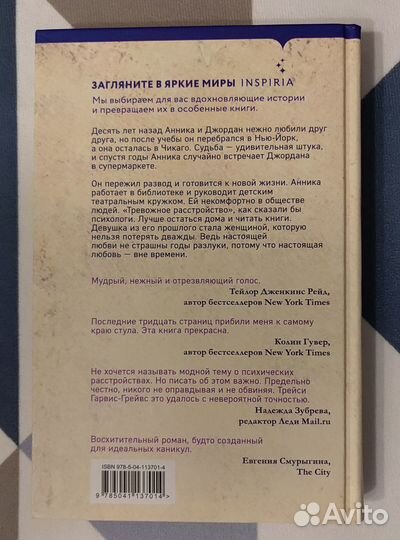 ЗАГЛЯНИТЕ В ЯРКИЕ МИРЫ INSPIRIA
Мы выбираем для вас вдохновляющие истории
и превращаем их в особенные книги.
Десять лет назад Анника и Джордан нежно любили друг
друга, но после учебы он перебрался в Нью-Йорк,
а она осталась в Чикаго. Судьба — удивительная штука,
и спустя годы Анника случайно встречает Джордана
в супермаркете.
Он пережил развод и готовится к новой жизни. Анника
работает в библиотеке и руководит детским
театральным кружком. Ей некомфортно в обществе
людей. «Тревожное расстройство», как сказали бы
психологи. Лучше остаться дома и читать книги.
Девушка из его прошлого стала женщиной, которую
нельзя потерять дважды. Ведь настоящей
любви не страшны годы разлуки, потому что настоящая
любовь — вне времени.
Мудрый, нежный и отрезвляющий голос.
Тейлор Дженкинс Рейд,
автор бестселлеров New York Times
Последние тридцать страниц прибили меня к самому
краю стула. Эта книга прекрасна.
Колин Гувер,
автор бестселлеров New York Times
Не хочется называть модной тему о психических
расстройствах. Но писать об этом важно. Предельно
честно, никого не оправдывая и не обвиняя. Трейси
Гарвис-Грейвс это удалось с невероятной точностью.
Надежда Зубрева,
редактор Леди Mail.ru
Восхитительный роман, будто созданный
для идеальных каникул.
Евгения Смурыгина,
The City
ISBN 978-5-04-113701-4
9 785041 137014 >
Avito